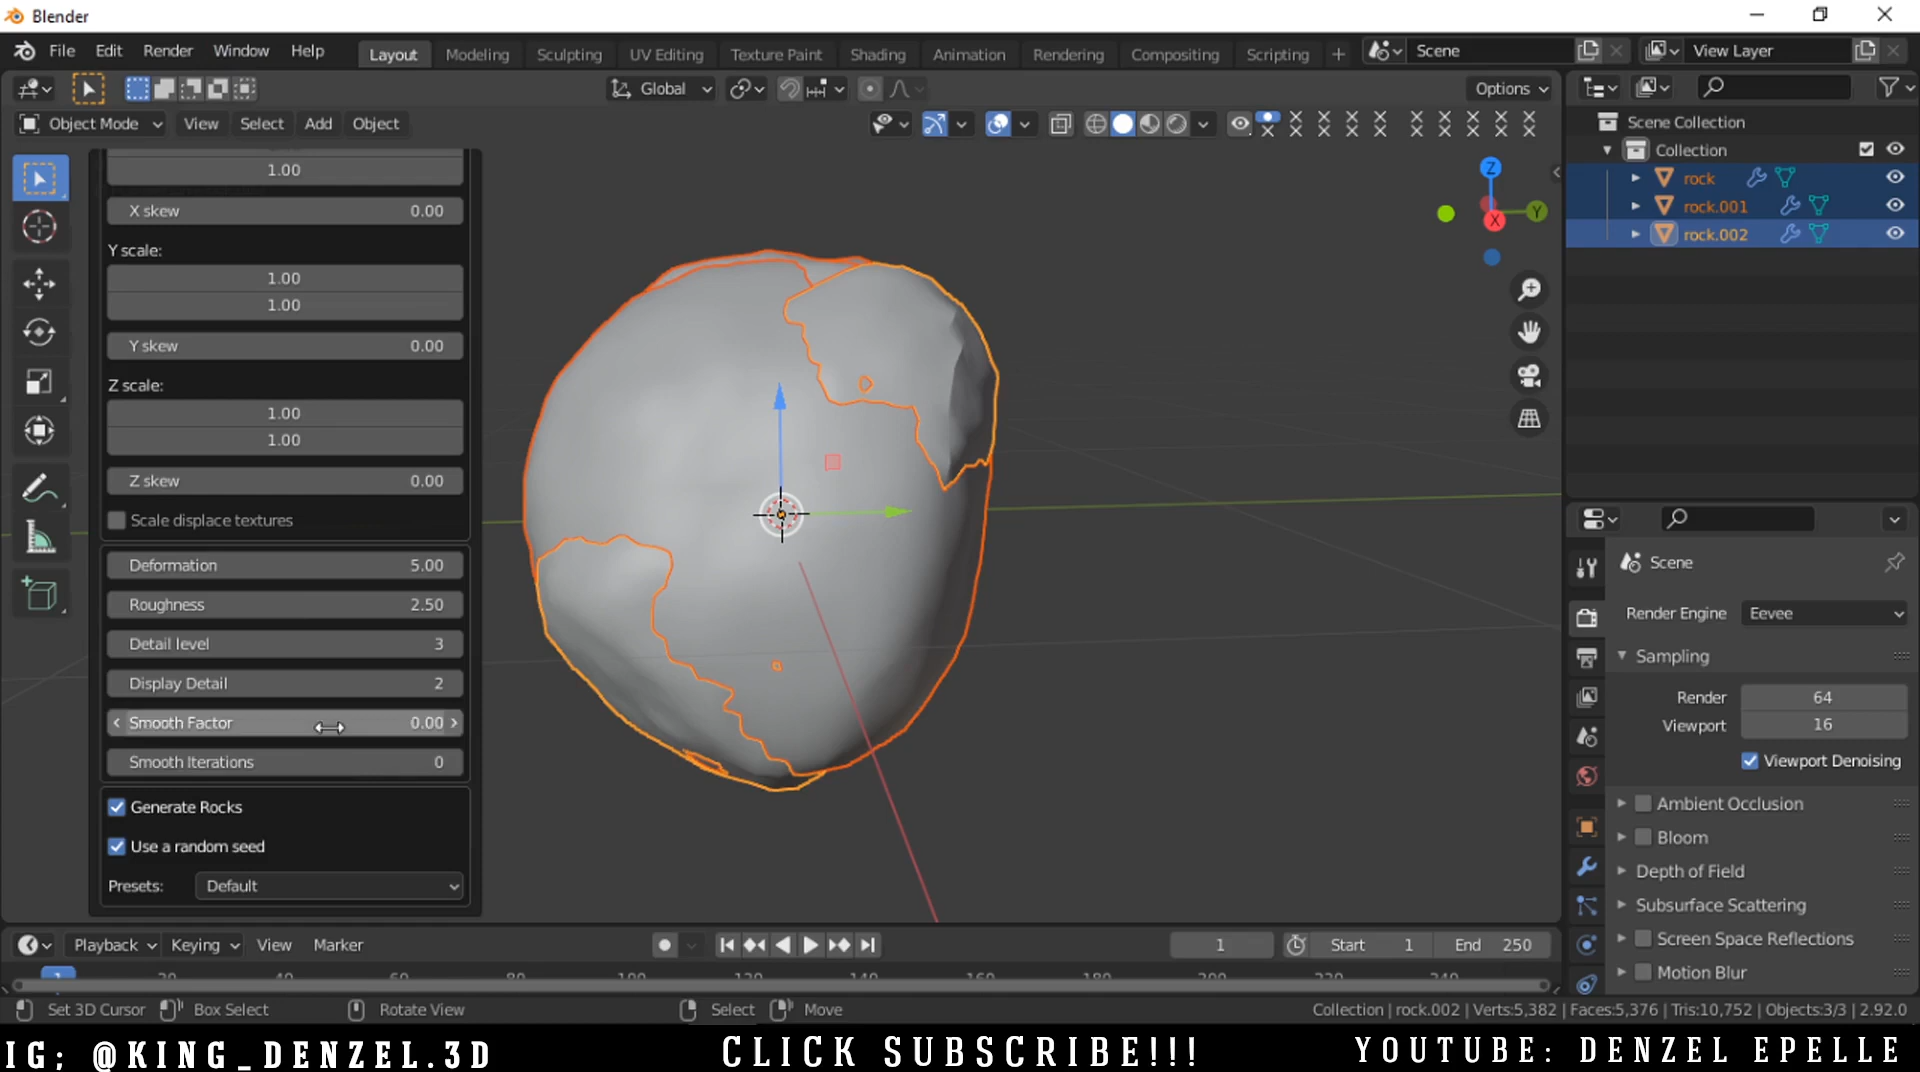 Blender
File Edit Render Window Help Layout Modeling Sculpting UV Editing Texture Paint Shading Animation Rendering Compositing Scripting + Scene View Layer
Global Options
Object Mode View Select Add Object
Scene Collection
Collection
rock
rock.001
rock.002
1.00
X skew 0.00
Y scale:
1.00
1.00
Y skew 0.00
Z scale:
1.00
1.00
Z skew 0.00
Scale displace textures
Deformation 5.00
Roughness 2.50
Detail level 3
Display Detail 2
Smooth Factor 0.00
Smooth Iterations 0
Generate Rocks
Use a random seed
Presets: Default
Z
Y
X
Scene
Render Engine Eevee
Sampling
Render 64
Viewport 16
Viewport Denoising
Ambient Occlusion
Bloom
Depth of Field
Subsurface Scattering
Screen Space Reflections
Motion Blur
Playback Keying View Marker 1 Start 1 End 250
Set 3D Cursor Box Select Rotate View Select Move Collection | rock.002 | Verts:5,382 | Faces:5,376 | Tris:10,752 | Objects:3/3 | 2.92.0
IG; @KING_DENZEL.3D CLICK SUBSCRIBE!!! YOUTUBE: DENZEL EPELLE